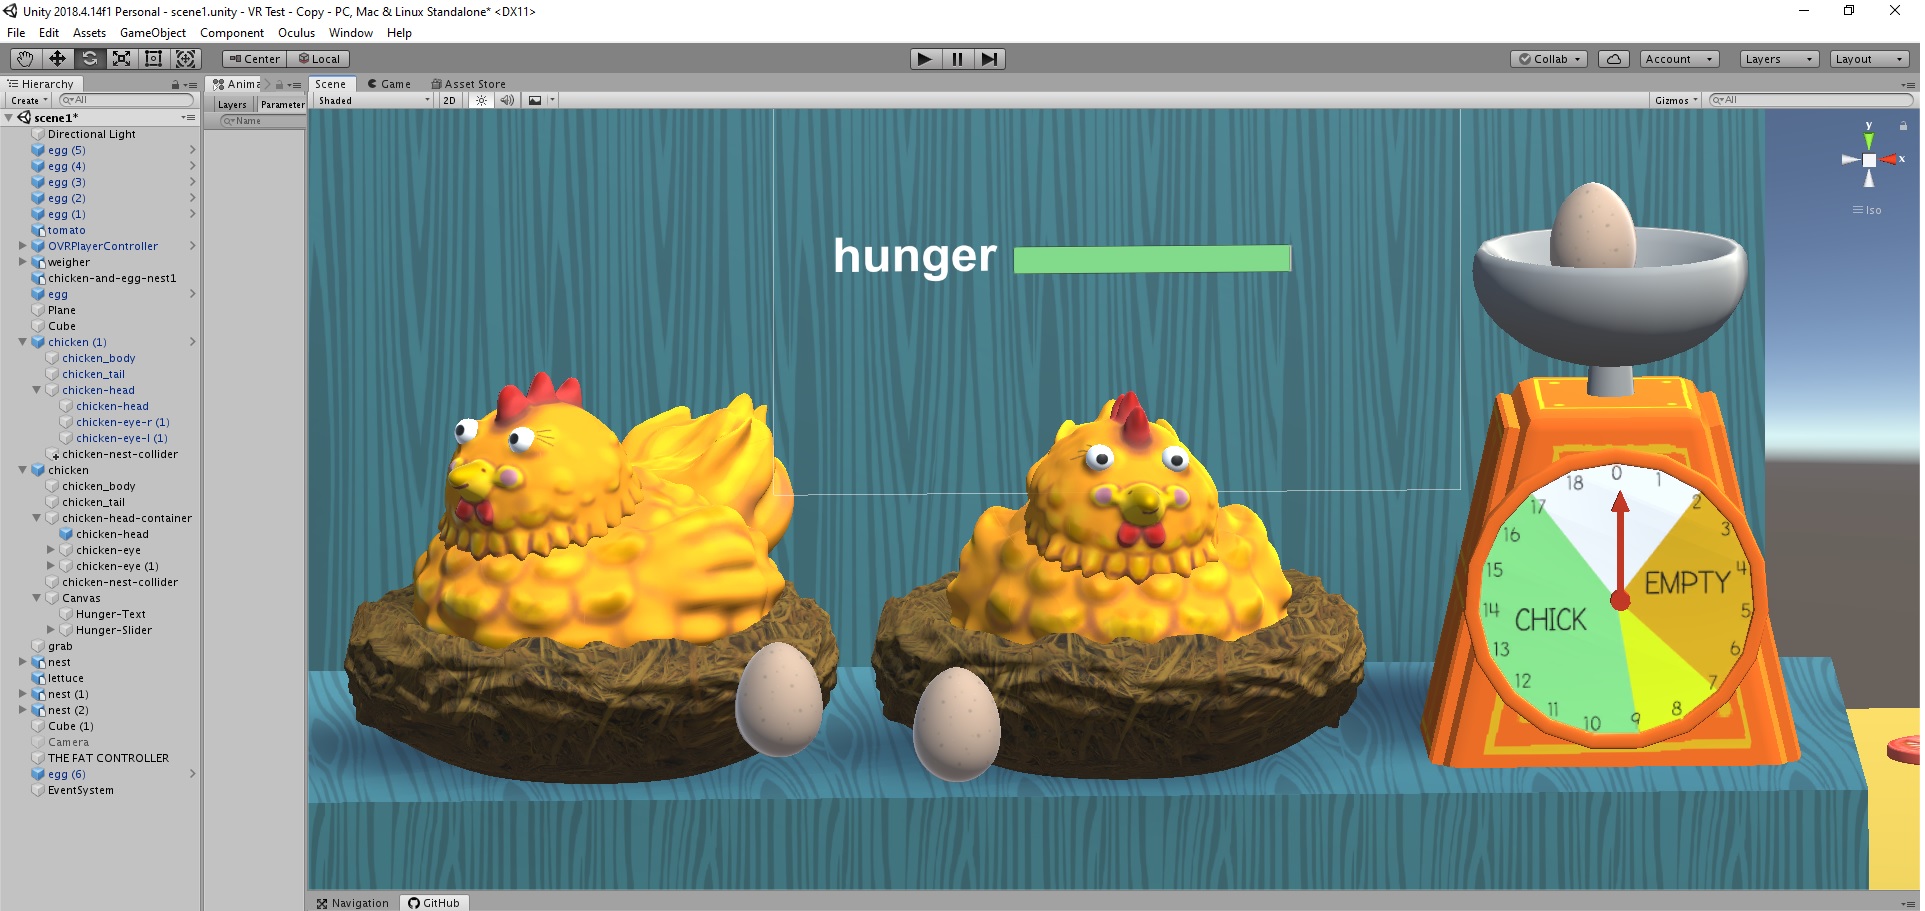 Unity 2018.4.14f1 Personal - scene1.unity - VR Test - Copy - PC, Mac & Linux Standalone* <DX11>
File Edit Assets GameObject Component Oculus Window Help
Center Local
Collab Account Layers Layout
Hierarchy
Create All
scene1*
Directional Light
egg (5)
egg (4)
egg (3)
egg (2)
egg (1)
tomato
OVRPlayerController
weigher
chicken-and-egg-nest1
egg
Plane
Cube
chicken (1)
chicken_body
chicken_tail
chicken-head
chicken-head
chicken-eye-r (1)
chicken-eye-l (1)
chicken-nest-collider
chicken
chicken_body
chicken_tail
chicken-head-container
chicken-head
chicken-eye
chicken-eye (1)
chicken-nest-collider
Canvas
Hunger-Text
Hunger-Slider
grab
nest
lettuce
nest (1)
nest (2)
Cube (1)
Camera
THE FAT CONTROLLER
egg (6)
EventSystem
Anima
Layers Parameter
Name
Scene Game Asset Store
Shaded 2D Gizmos All
y
x
Iso
hunger
0
1
2
3
4
5
6
7
8
9
10
11
12
13
14
15
16
17
18
EMPTY
CHICK
Navigation GitHub